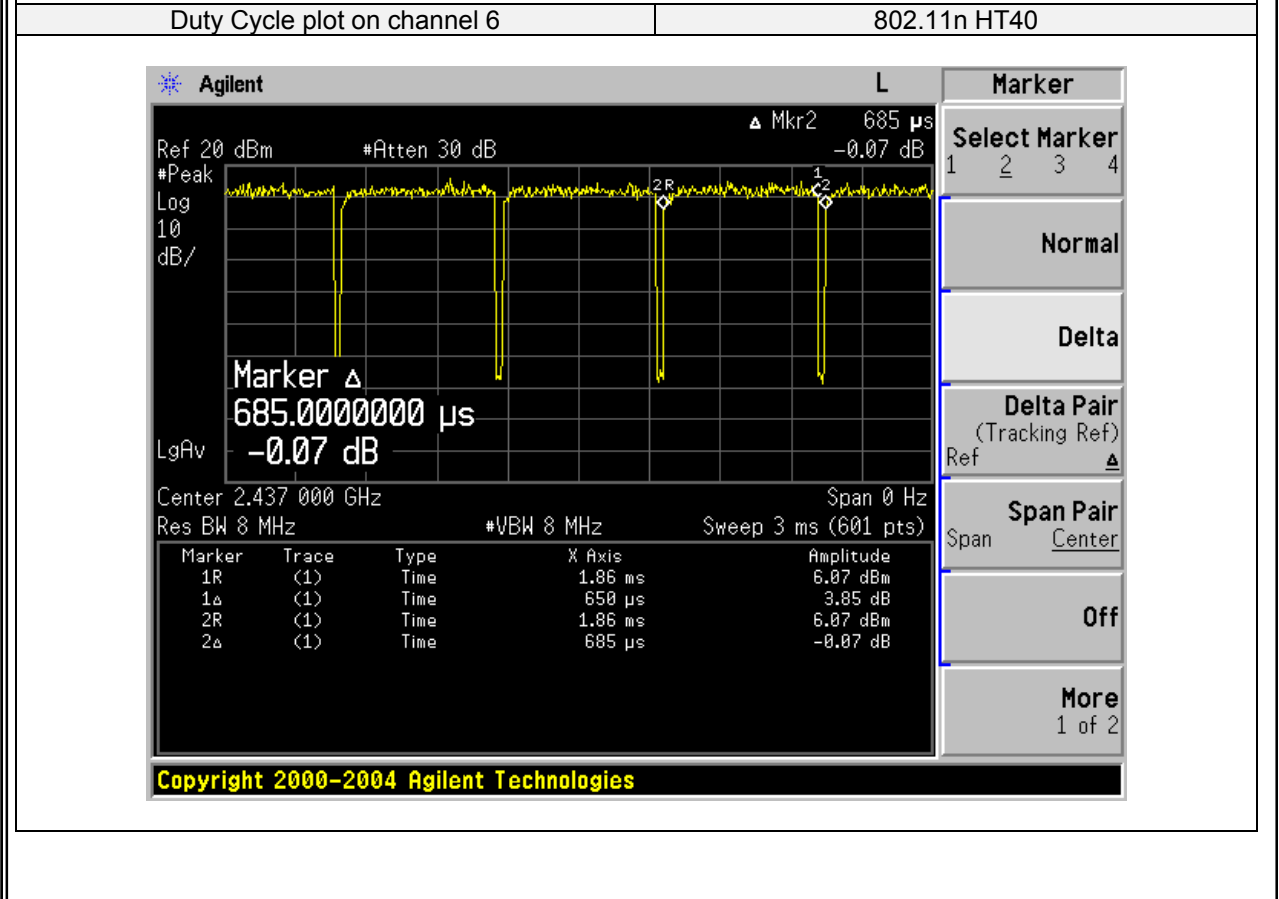 Duty Cycle plot on channel 6 802.11n HT40
Agilent L
Δ Mkr2 685 µs
Ref 20 dBm #Atten 30 dB -0.07 dB
#Peak
Log
10
dB/
2R 1 2
Marker Δ
685.0000000 µs
-0.07 dB
LgAv
Center 2.437 000 GHz Span 0 Hz
Res BW 8 MHz #VBW 8 MHz Sweep 3 ms (601 pts)
Marker Trace Type X Axis Amplitude
1R (1) Time 1.86 ms 6.07 dBm
1Δ (1) Time 650 µs 3.85 dB
2R (1) Time 1.86 ms 6.07 dBm
2Δ (1) Time 685 µs -0.07 dB
Copyright 2000-2004 Agilent Technologies
Marker
Select Marker
1 2 3 4
Normal
Delta
Delta Pair
(Tracking Ref)
Ref Δ
Span Pair
Span Center
Off
More
1 of 2